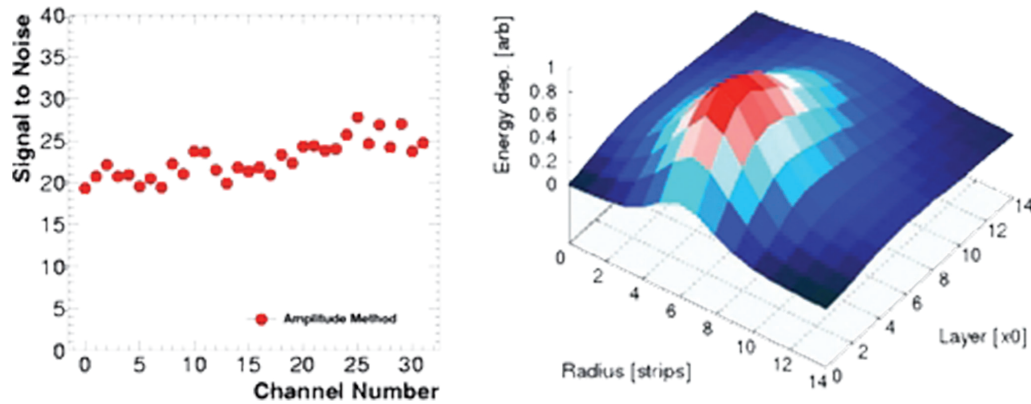 Signal to Noise
40
35
30
25
20
15
10
5
0
0 5 10 15 20 25 30
Channel Number
Amplitude Method
Energy dep. [arb]
1
0.8
0.6
0.4
0.2
0
0 2 4 6 8 10 12 14
Radius [strips]
0 2 4 6 8 10 12 14
Layer [x0]